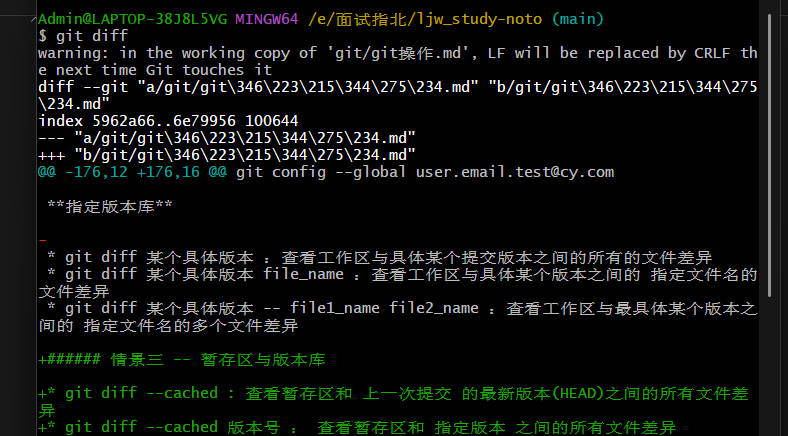 Admin@LAPTOP-38J8L5VG MINGW64 /e/面试指北/ljw_study-noto (main)
$ git diff
warning: in the working copy of 'git/git操作.md', LF will be replaced by CRLF th
e next time Git touches it
diff --git "a/git/git\346\223\215\344\275\234.md" "b/git/git\346\223\215\344\275
\234.md"
index 5962a66..6e79956 100644
--- "a/git/git\346\223\215\344\275\234.md"
+++ "b/git/git\346\223\215\344\275\234.md"
@@ -176,12 +176,16 @@ git config --global user.email.test@cy.com
**指定版本库**
-
* git diff 某个具体版本 ：查看工作区与具体某个提交版本之间的所有的文件差异
* git diff 某个具体版本 file_name ：查看工作区与具体某个版本之间的 指定文件名的
文件差异
* git diff 某个具体版本 -- file1_name file2_name ：查看工作区与最具体某个版本之
间的 指定文件名的多个文件差异
+###### 情景三 -- 暂存区与版本库
+* git diff --cached : 查看暂存区和 上一次提交 的最新版本(HEAD)之间的所有文件差
异
+* git diff --cached 版本号 ： 查看暂存区和 指定版本 之间的所有文件差异